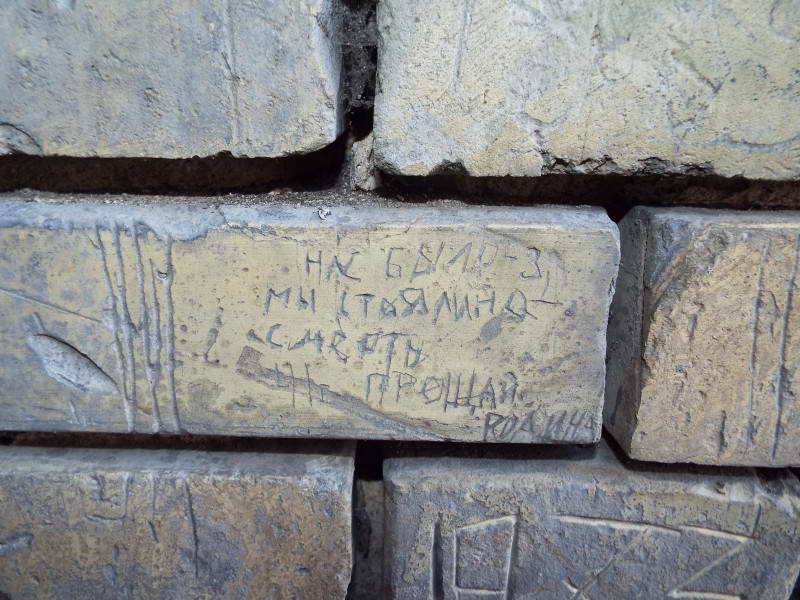 НАС БЫЛО-3,
МЫ СТОЯЛИ НА-
СМЕРТЬ
ПРОЩАЙ
РОДИНА